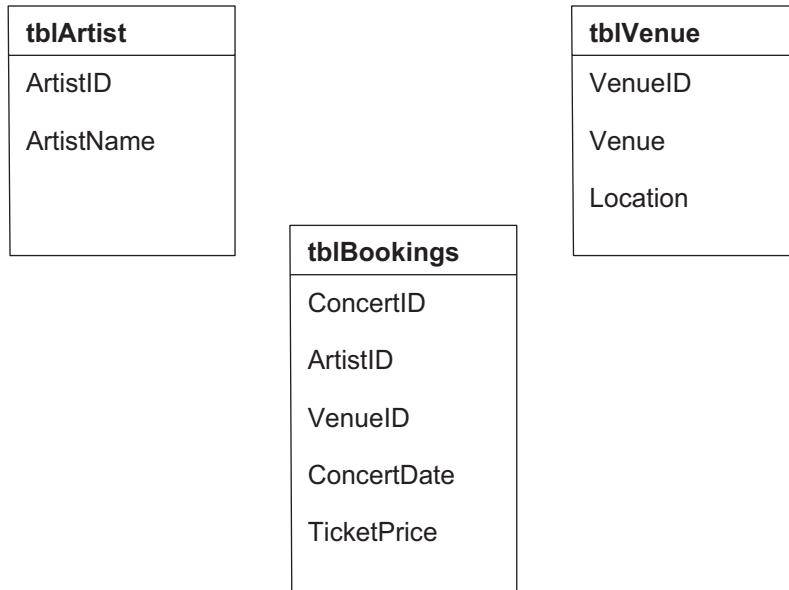 tblArtist
ArtistID
ArtistName
tblVenue
VenueID
Venue
Location
tblBookings
ConcertID
ArtistID
VenueID
ConcertDate
TicketPrice